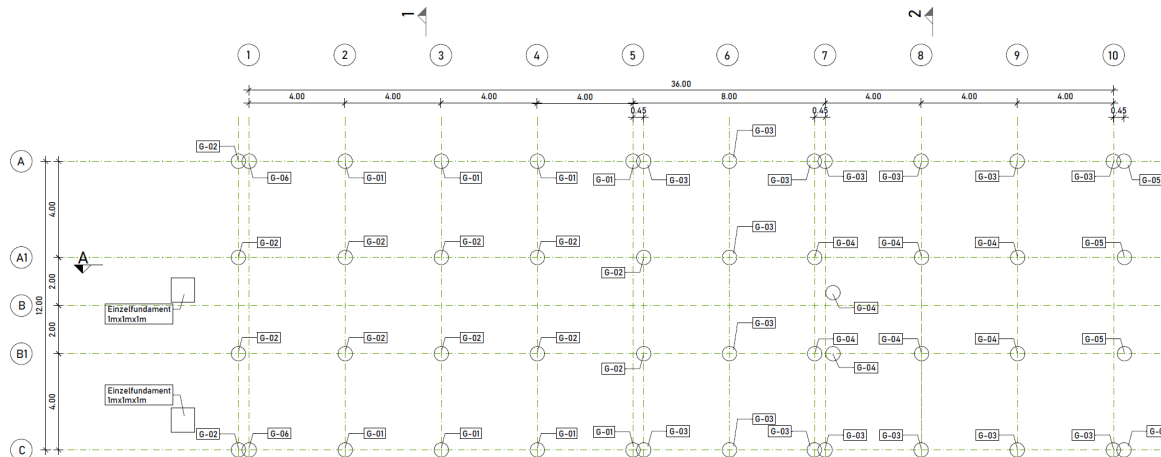 1
2
1
2
3
4
5
6
7
8
9
10
36.00
4.00
4.00
4.00
4.00
8.00
4.00
4.00
4.00
0.45
0.45
0.45
A
G-02
G-06
G-01
G-01
G-01
G-01
G-03
G-03
G-03
G-03
G-03
G-03
G-03
G-05
4.00
A1
A
G-02
G-02
G-02
G-02
G-02
G-03
G-04
G-04
G-04
G-05
2.00
12.00
B
Einzelfundament
1mx1mx1m
G-04
2.00
B1
G-02
G-02
G-02
G-02
G-02
G-03
G-04
G-04
G-04
G-04
G-05
4.00
Einzelfundament
1mx1mx1m
C
G-02
G-06
G-01
G-01
G-01
G-01
G-03
G-03
G-03
G-03
G-03
G-03
G-03